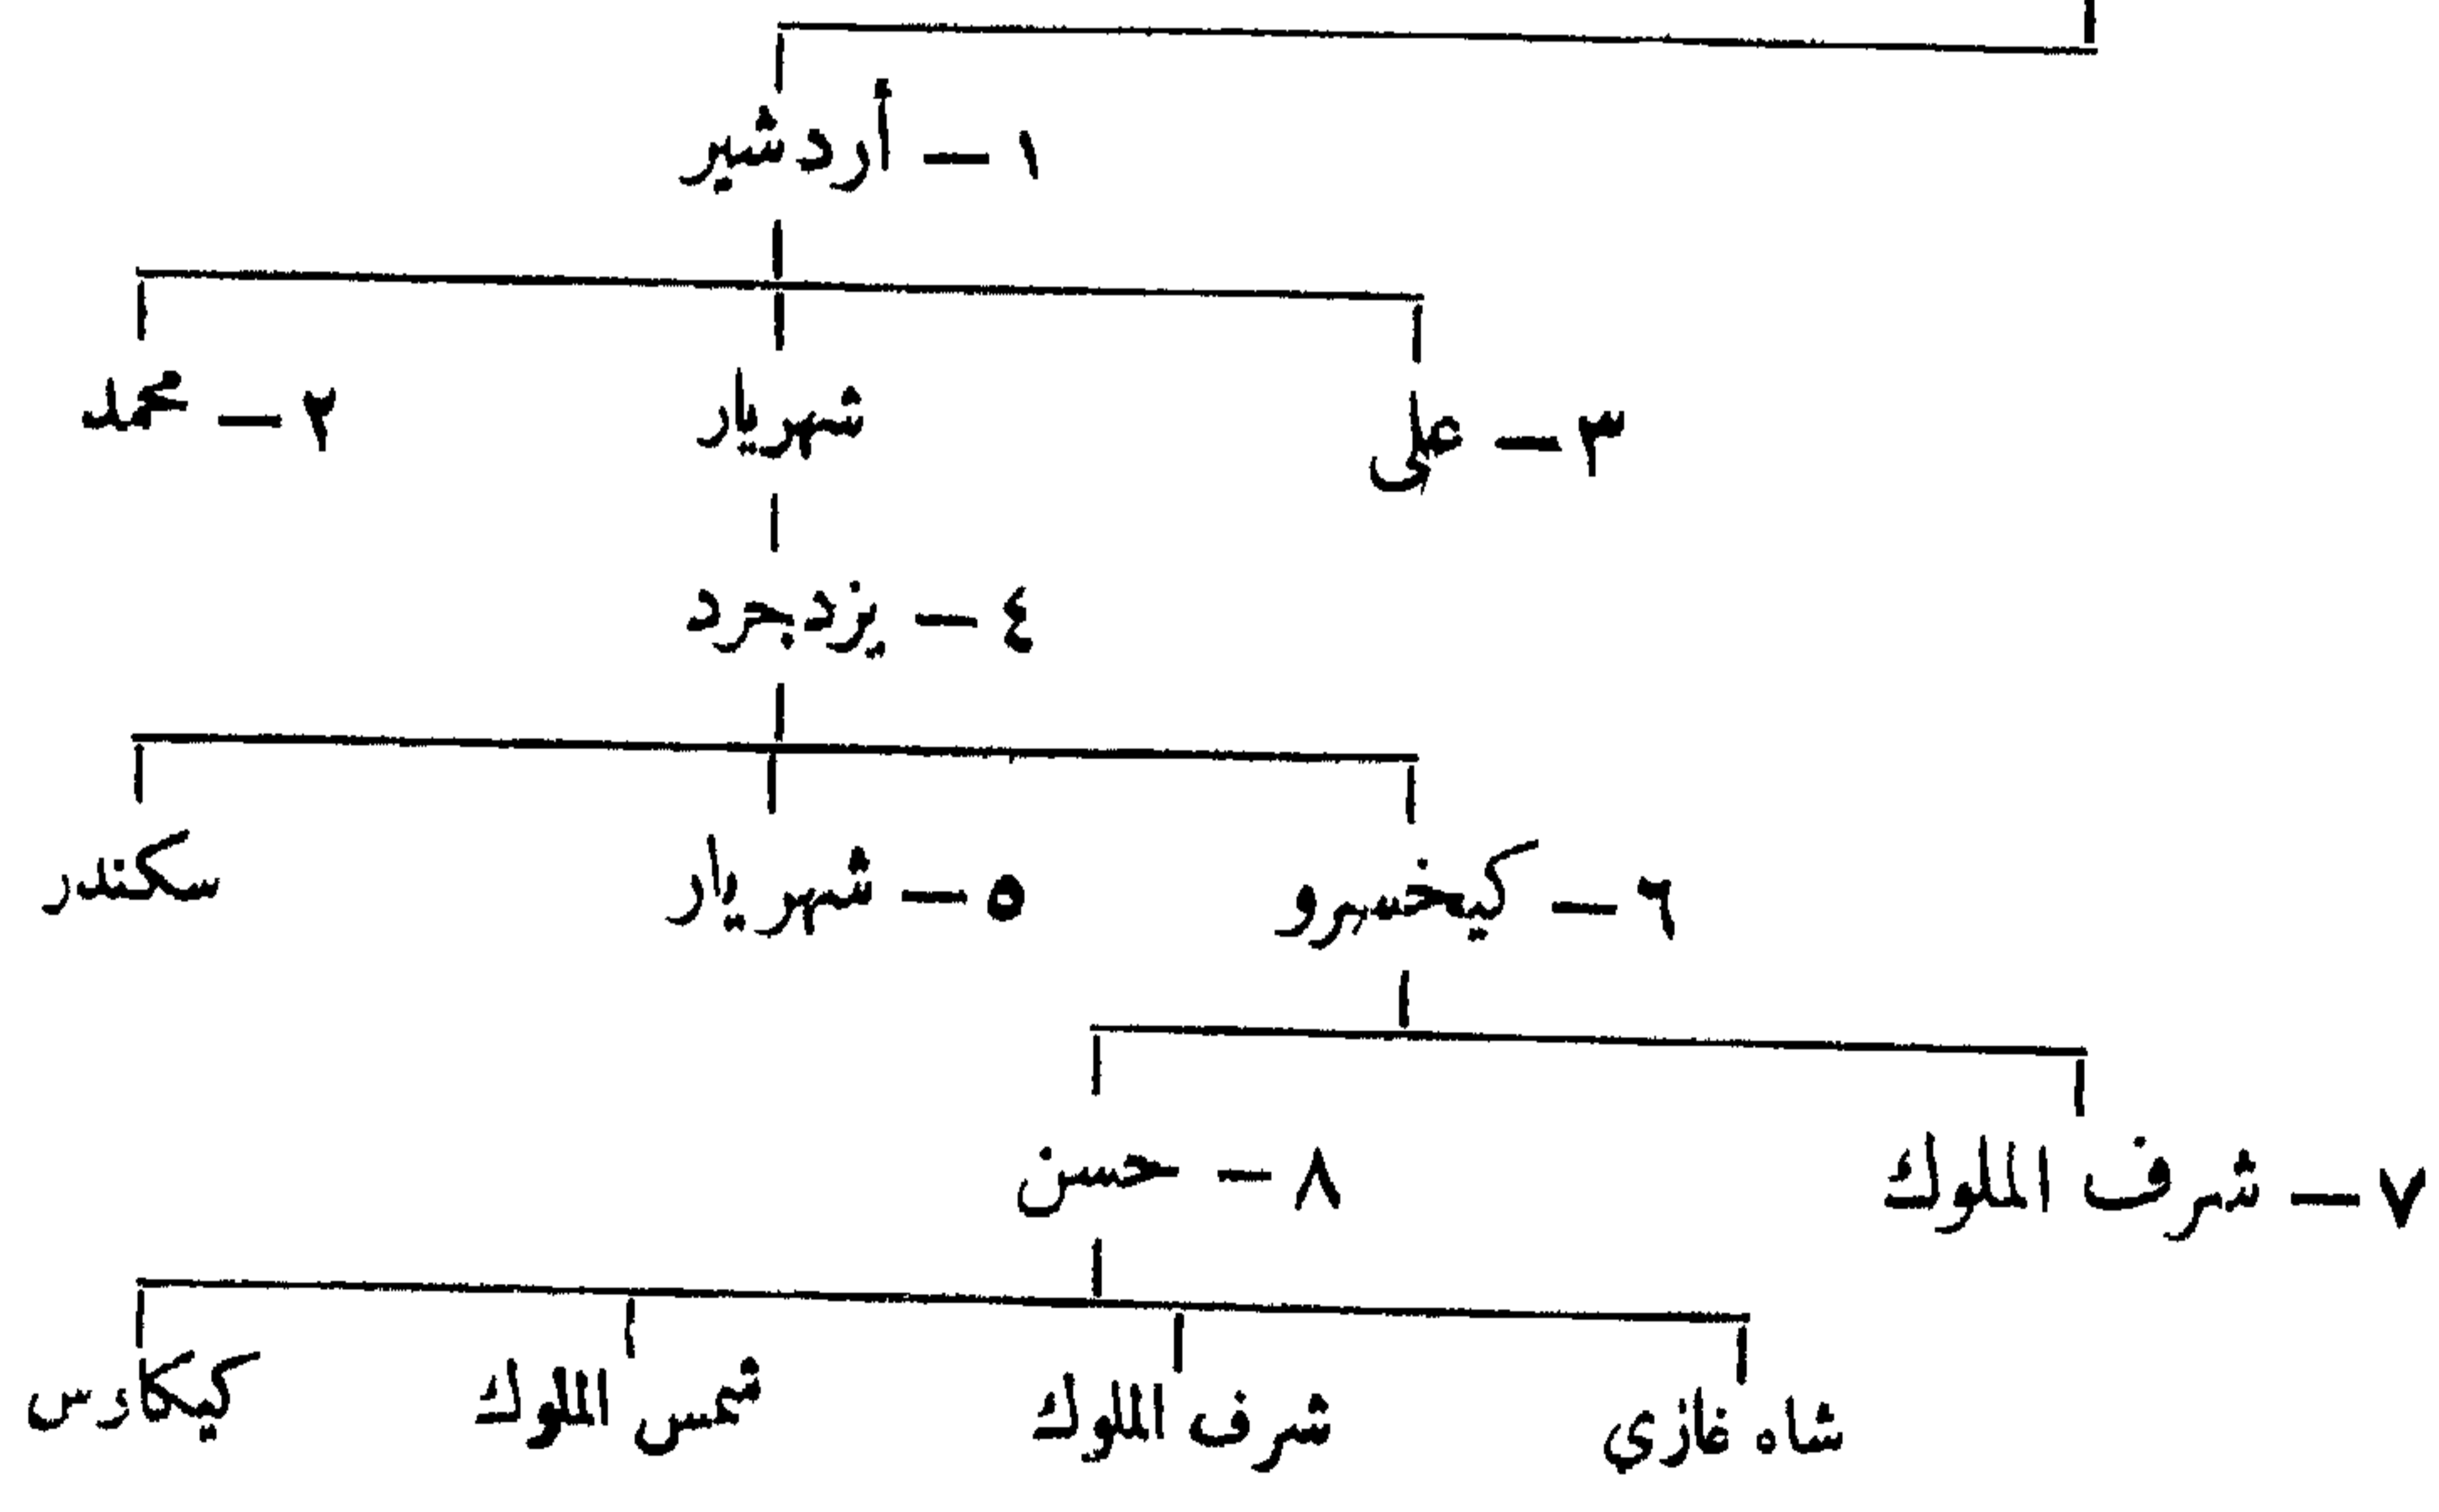 ١ - أردشير
٣ - علي
شهريار
٢ - محمد
٤ - يزدجرد
٦ - كيخسرو
٥ - شهريار
سكندر
٧ - شرف الملوك
٨ - حسن
شاه غازي
شرف الملوك
شمس الملوك
كيكاوس